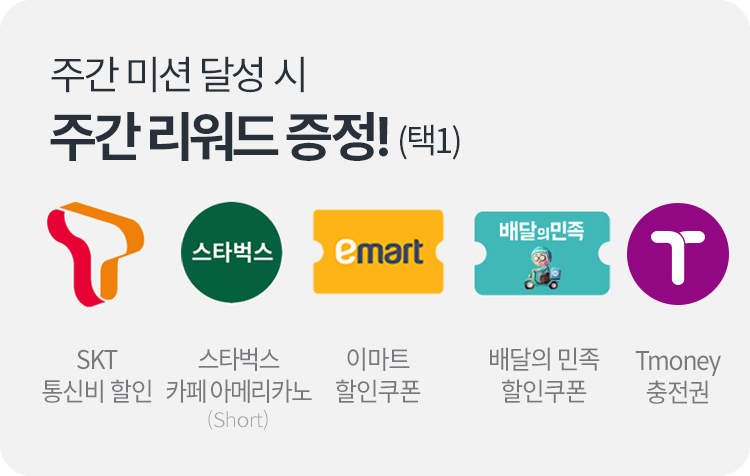 주간 미션 달성 시
주간 리워드 증정! (택1)
스타벅스
emart
배달의민족
T
SKT
통신비 할인
스타벅스
카페 아메리카노
(Short)
이마트
할인쿠폰
배달의 민족
할인쿠폰
Tmoney
충전권